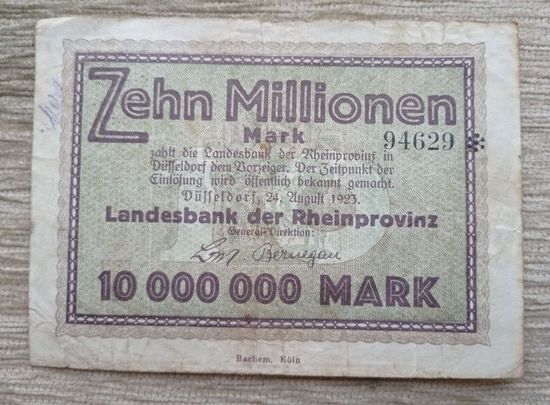 Zehn Millionen
Mark
94629 *
zahlt die Landesbank der Rheinprovinz in
Düsseldorf dem Vorzeiger. Der Zeitpunkt der
Einlösung wird öffentlich bekannt gemacht.
Düsseldorf, 24. August 1923.
Landesbank der Rheinprovinz
General-Direktion:
Bernegau
10 000 000 MARK
Bachem, Köln